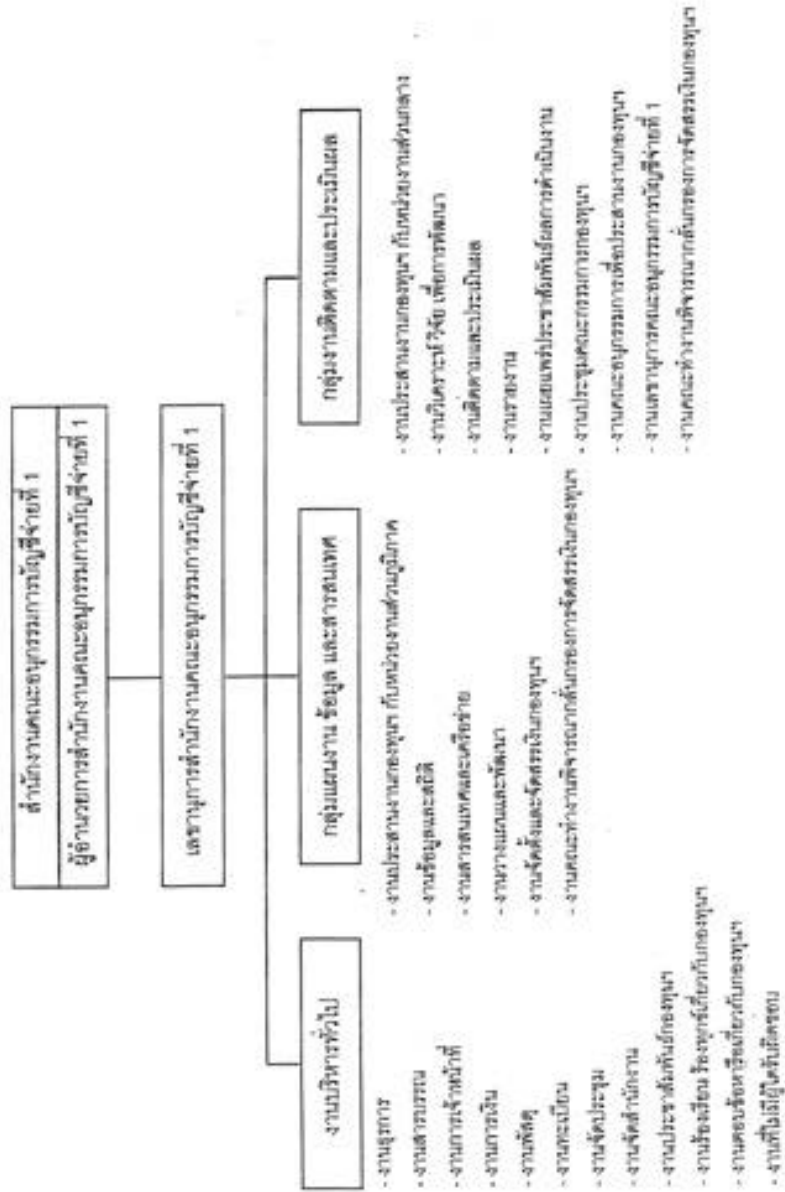 สำนักงานคณะอนุกรรมการบัญชีจ่ายที่ 1
ผู้อำนวยการสำนักงานคณะอนุกรรมการบัญชีจ่ายที่ 1
เลขานุการสำนักงานคณะอนุกรรมการบัญชีจ่ายที่ 1
งานบริหารทั่วไป
- งานธุรการ
- งานสารบรรณ
- งานการเจ้าหน้าที่
- งานการเงิน
- งานพัสดุ
- งานทะเบียน
- งานจัดประชุม
- งานจัดสำนักงาน
- งานประชาสัมพันธ์กองทุนฯ
- งานร้องเรียน ร้องทุกข์เกี่ยวกับกองทุนฯ
- งานตอบข้อหารือเกี่ยวกับกองทุนฯ
- งานที่ไม่มีผู้ใดรับผิดชอบ
กลุ่มแผนงาน ข้อมูล และสารสนเทศ
- งานประสานงานกองทุนฯ กับหน่วยงานส่วนภูมิภาค
- งานข้อมูลและสถิติ
- งานสารสนเทศและเครือข่าย
- งานวางแผนและพัฒนา
- งานจัดตั้งและจัดสรรเงินกองทุนฯ
- งานคณะทำงานพิจารณากลั่นกรองการจัดสรรเงินกองทุนฯ
กลุ่มงานติดตามและประเมินผล
- งานประสานงานกองทุนฯ กับหน่วยงานส่วนกลาง
- งานวิเคราะห์ วิจัย เพื่อการพัฒนา
- งานติดตามและประเมินผล
- งานรายงาน
- งานเผยแพร่ประชาสัมพันธ์ผลการดำเนินงาน
- งานประชุมคณะกรรมการกองทุนฯ
- งานคณะอนุกรรมการเพื่อประสานงานกองทุนฯ
- งานเลขานุการคณะอนุกรรมการบัญชีจ่ายที่ 1
- งานคณะทำงานพิจารณากลั่นกรองการจัดสรรเงินกองทุนฯ